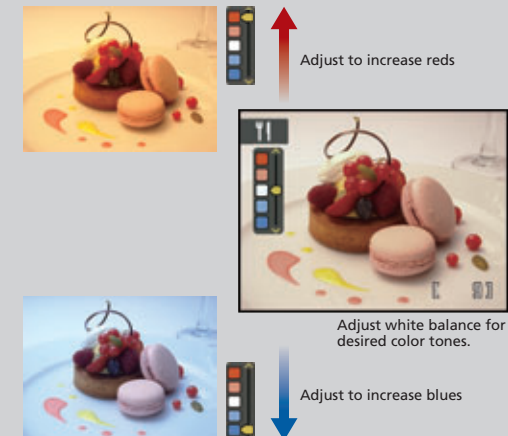 Adjust to increase reds
Adjust white balance for
desired color tones.
Adjust to increase blues